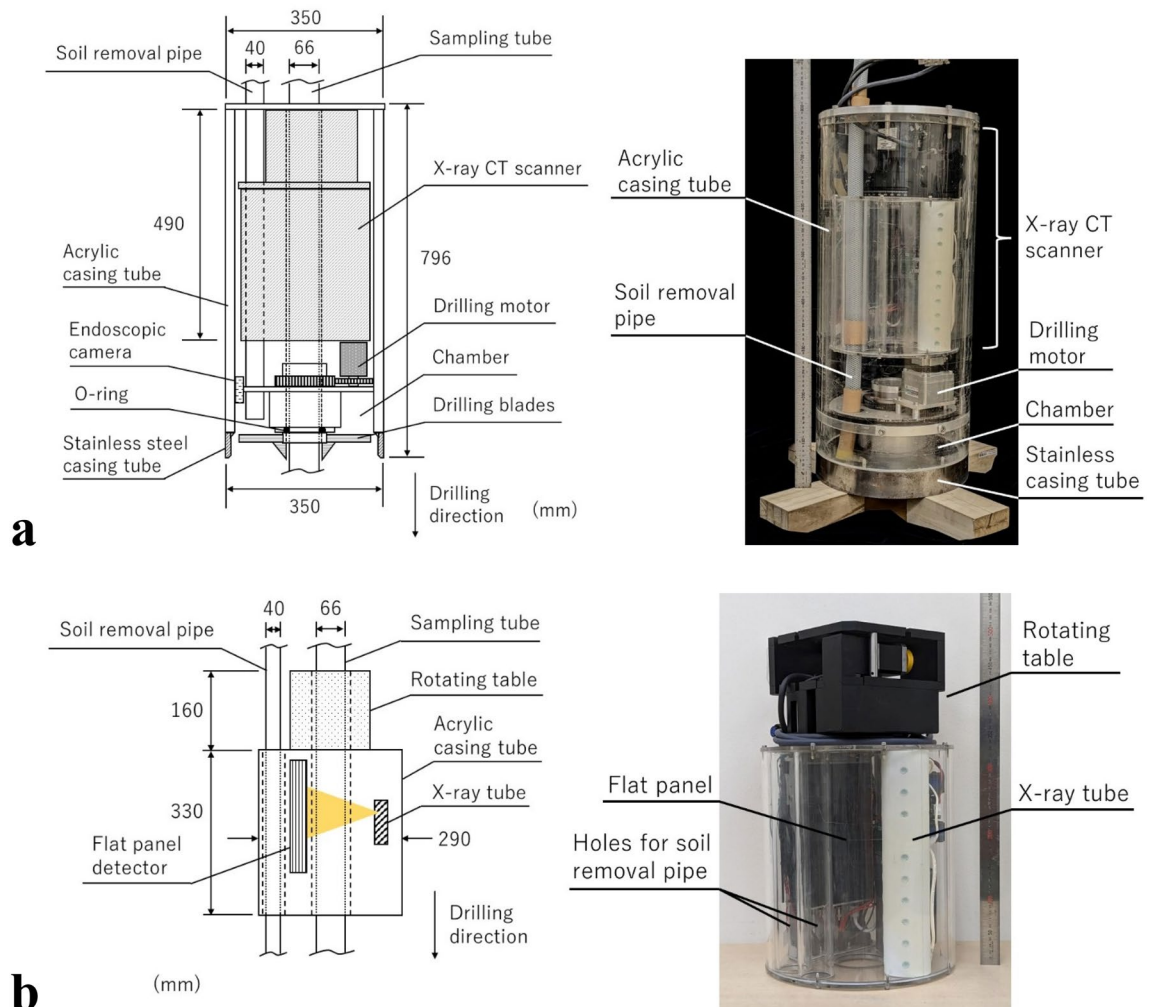 350
40
66
Soil removal pipe
Sampling tube
X-ray CT scanner
490
796
Acrylic
casing tube
Drilling motor
Endoscopic
camera
Chamber
O-ring
Drilling blades
Stainless steel
casing tube
350
Drilling
direction
(mm)
a
Acrylic
casing tube
X-ray CT
scanner
Soil removal
pipe
Drilling
motor
Chamber
Stainless
casing tube
40
66
Soil removal pipe
Sampling tube
160
Rotating table
Acrylic
casing tube
330
X-ray tube
Flat panel
detector
290
Drilling
direction
(mm)
b
Rotating
table
Flat panel
X-ray tube
Holes for soil
removal pipe